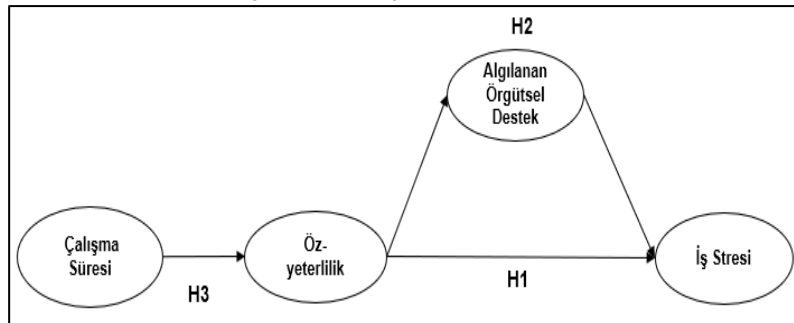 H2
Algılanan
Örgütsel
Destek
Çalışma
Süresi
Öz-
yeterlilik
İş Stresi
H3
H1